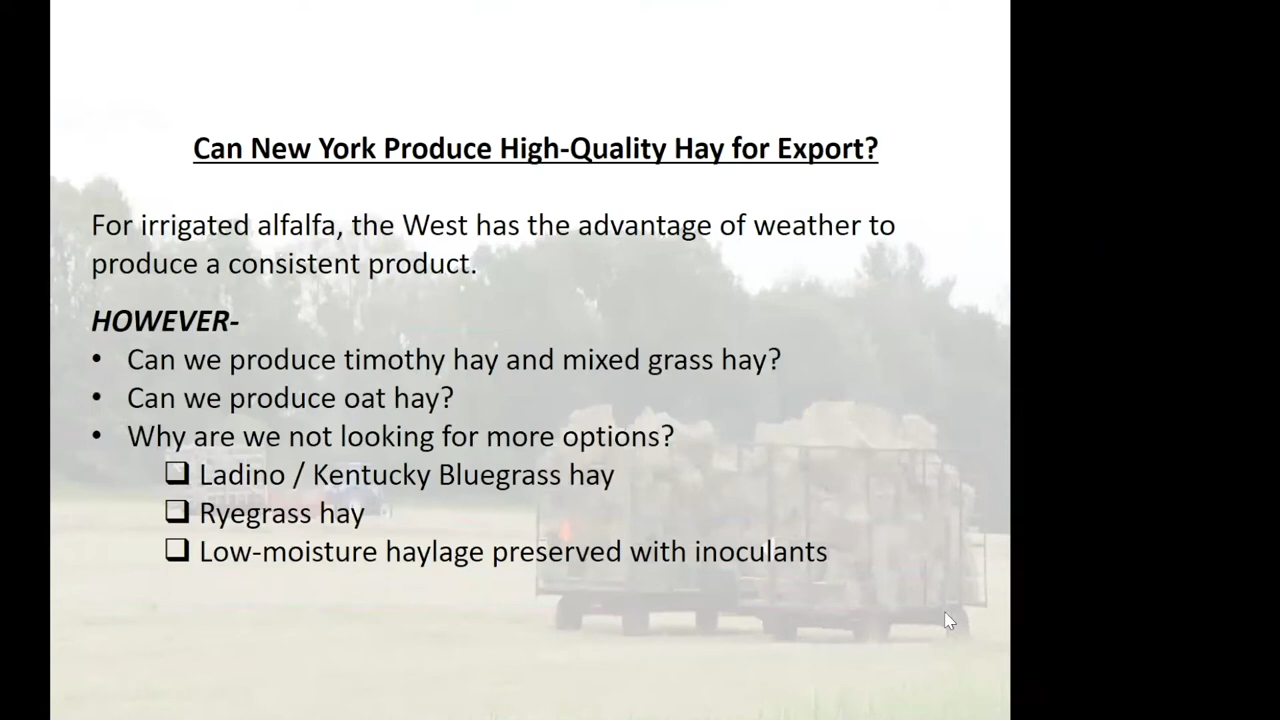 Can New York Produce High-Quality Hay for Export?
For irrigated alfalfa, the West has the advantage of weather to
produce a consistent product.
HOWEVER-
• Can we produce timothy hay and mixed grass hay?
• Can we produce oat hay?
• Why are we not looking for more options?
❑ Ladino / Kentucky Bluegrass hay
❑ Ryegrass hay
❑ Low-moisture haylage preserved with inoculants